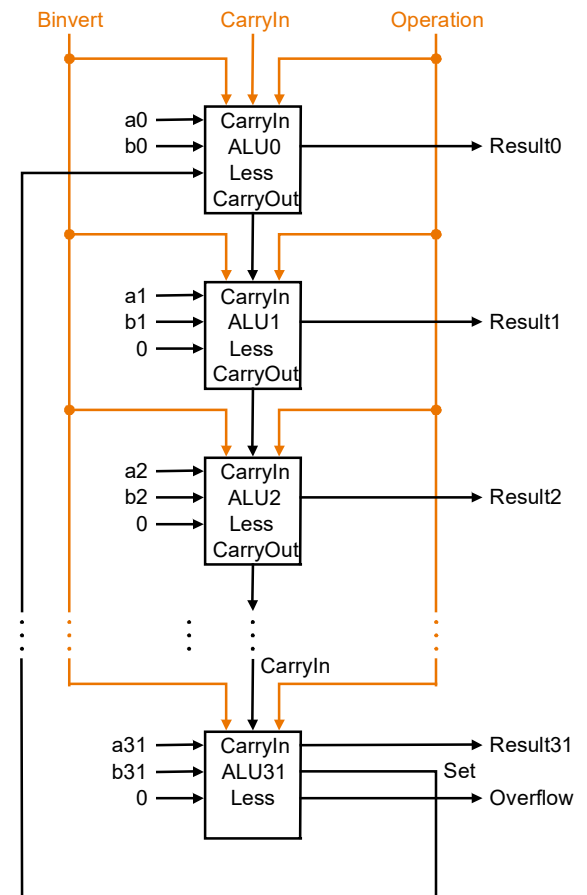 Binvert CarryIn Operation
a0 CarryIn
b0 ALU0 Result0
Less
CarryOut
a1 CarryIn
b1 ALU1 Result1
0 Less
CarryOut
a2 CarryIn
b2 ALU2 Result2
0 Less
CarryOut
CarryIn
a31 CarryIn Result31
b31 ALU31 Set
0 Less Overflow